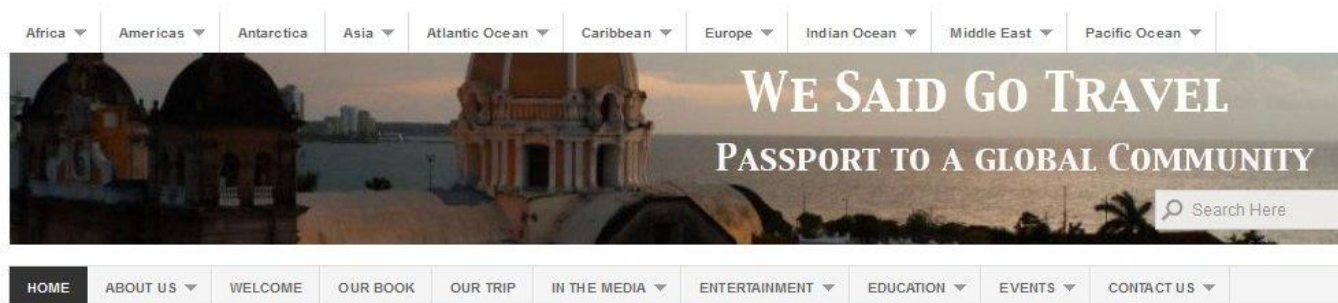 Africa Americas Antarctica Asia Atlantic Ocean Caribbean Europe Indian Ocean Middle East Pacific Ocean
We Said Go Travel
Passport to a global Community
Search Here
HOME ABOUT US WELCOME OUR BOOK OUR TRIP IN THE MEDIA ENTERTAINMENT EDUCATION EVENTS CONTACT US